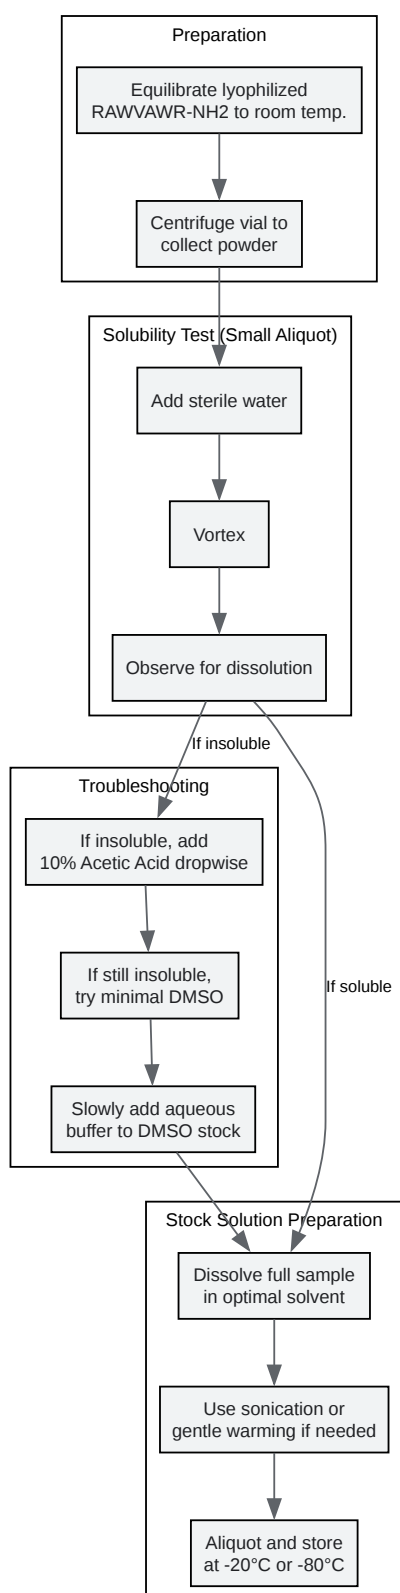 Preparation
Equilibrate lyophilized
RAWVAWR-NH2 to room temp.
Centrifuge vial to
collect powder
Solubility Test (Small Aliquot)
Add sterile water
Vortex
Observe for dissolution
If insoluble
Troubleshooting
If insoluble, add
10% Acetic Acid dropwise
If still insoluble,
try minimal DMSO
If soluble
Slowly add aqueous
buffer to DMSO stock
Stock Solution Preparation
Dissolve full sample
in optimal solvent
Use sonication or
gentle warming if needed
Aliquot and store
at -20°C or -80°C